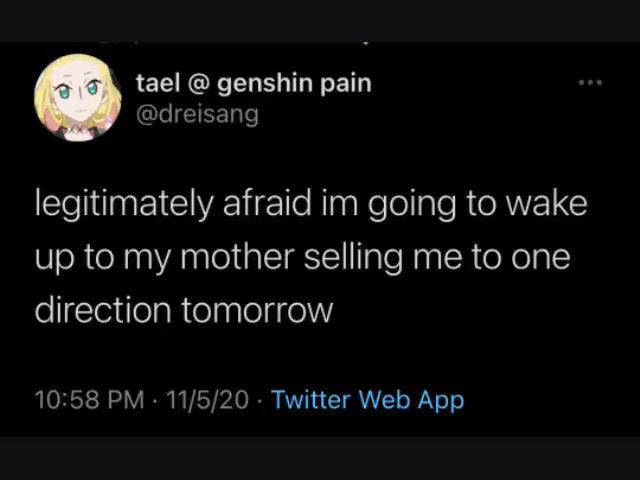 tael @ genshin pain
@dreisang
legitimately afraid im going to wake
up to my mother selling me to one
direction tomorrow
10:58 PM · 11/5/20 · Twitter Web App